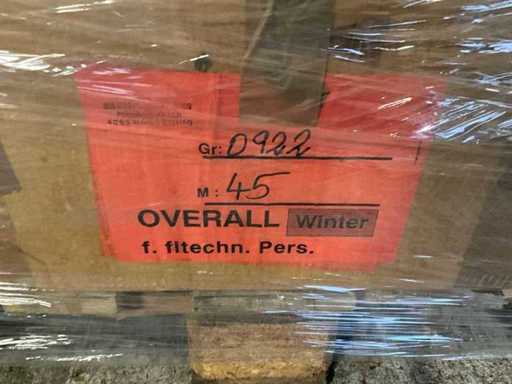 Gr: 0922
M: 45
OVERALL Winter
f. fltechn. Pers.